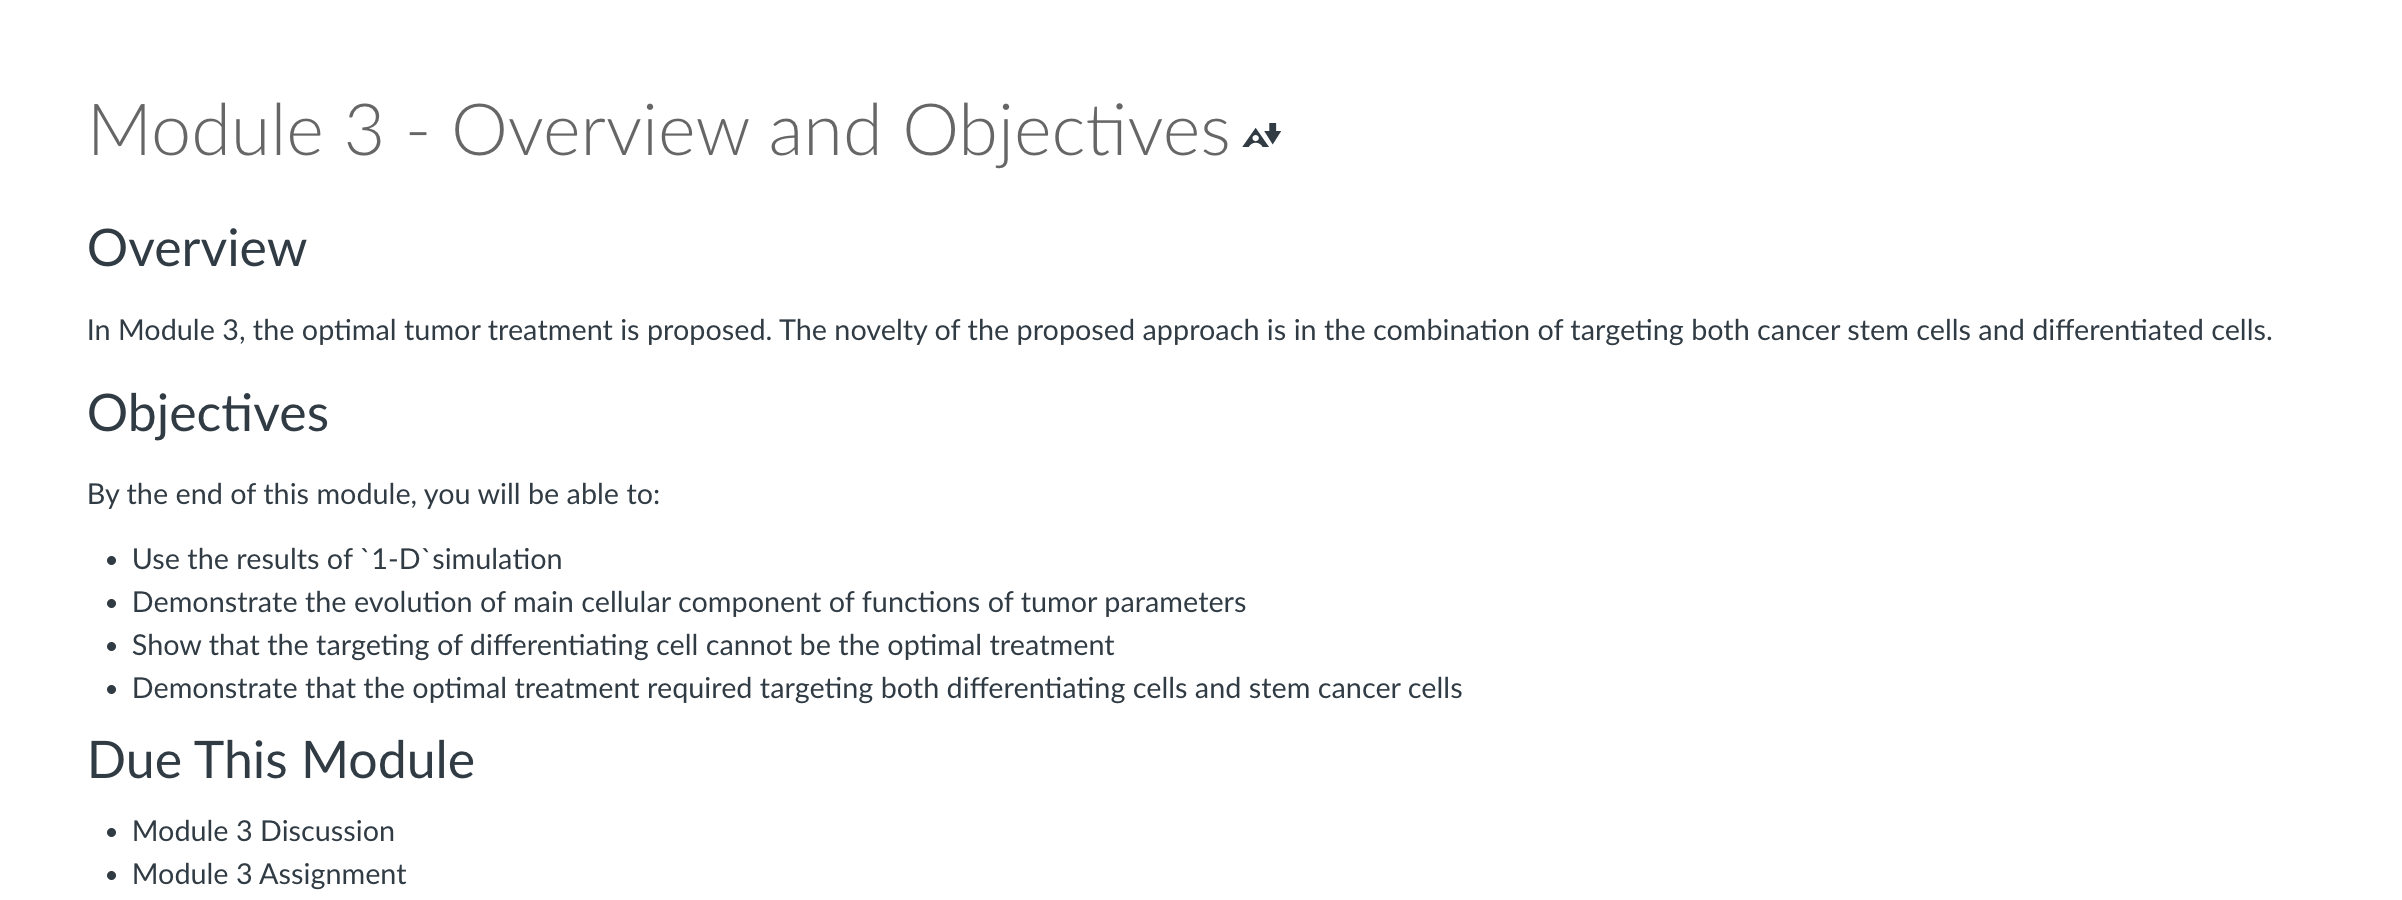 Module 3 - Overview and Objectives
Overview
In Module 3, the optimal tumor treatment is proposed. The novelty of the proposed approach is in the combination of targeting both cancer stem cells and differentiated cells.
Objectives
By the end of this module, you will be able to:
• Use the results of `1-D`simulation
• Demonstrate the evolution of main cellular component of functions of tumor parameters
• Show that the targeting of differentiating cell cannot be the optimal treatment
• Demonstrate that the optimal treatment required targeting both differentiating cells and stem cancer cells
Due This Module
• Module 3 Discussion
• Module 3 Assignment